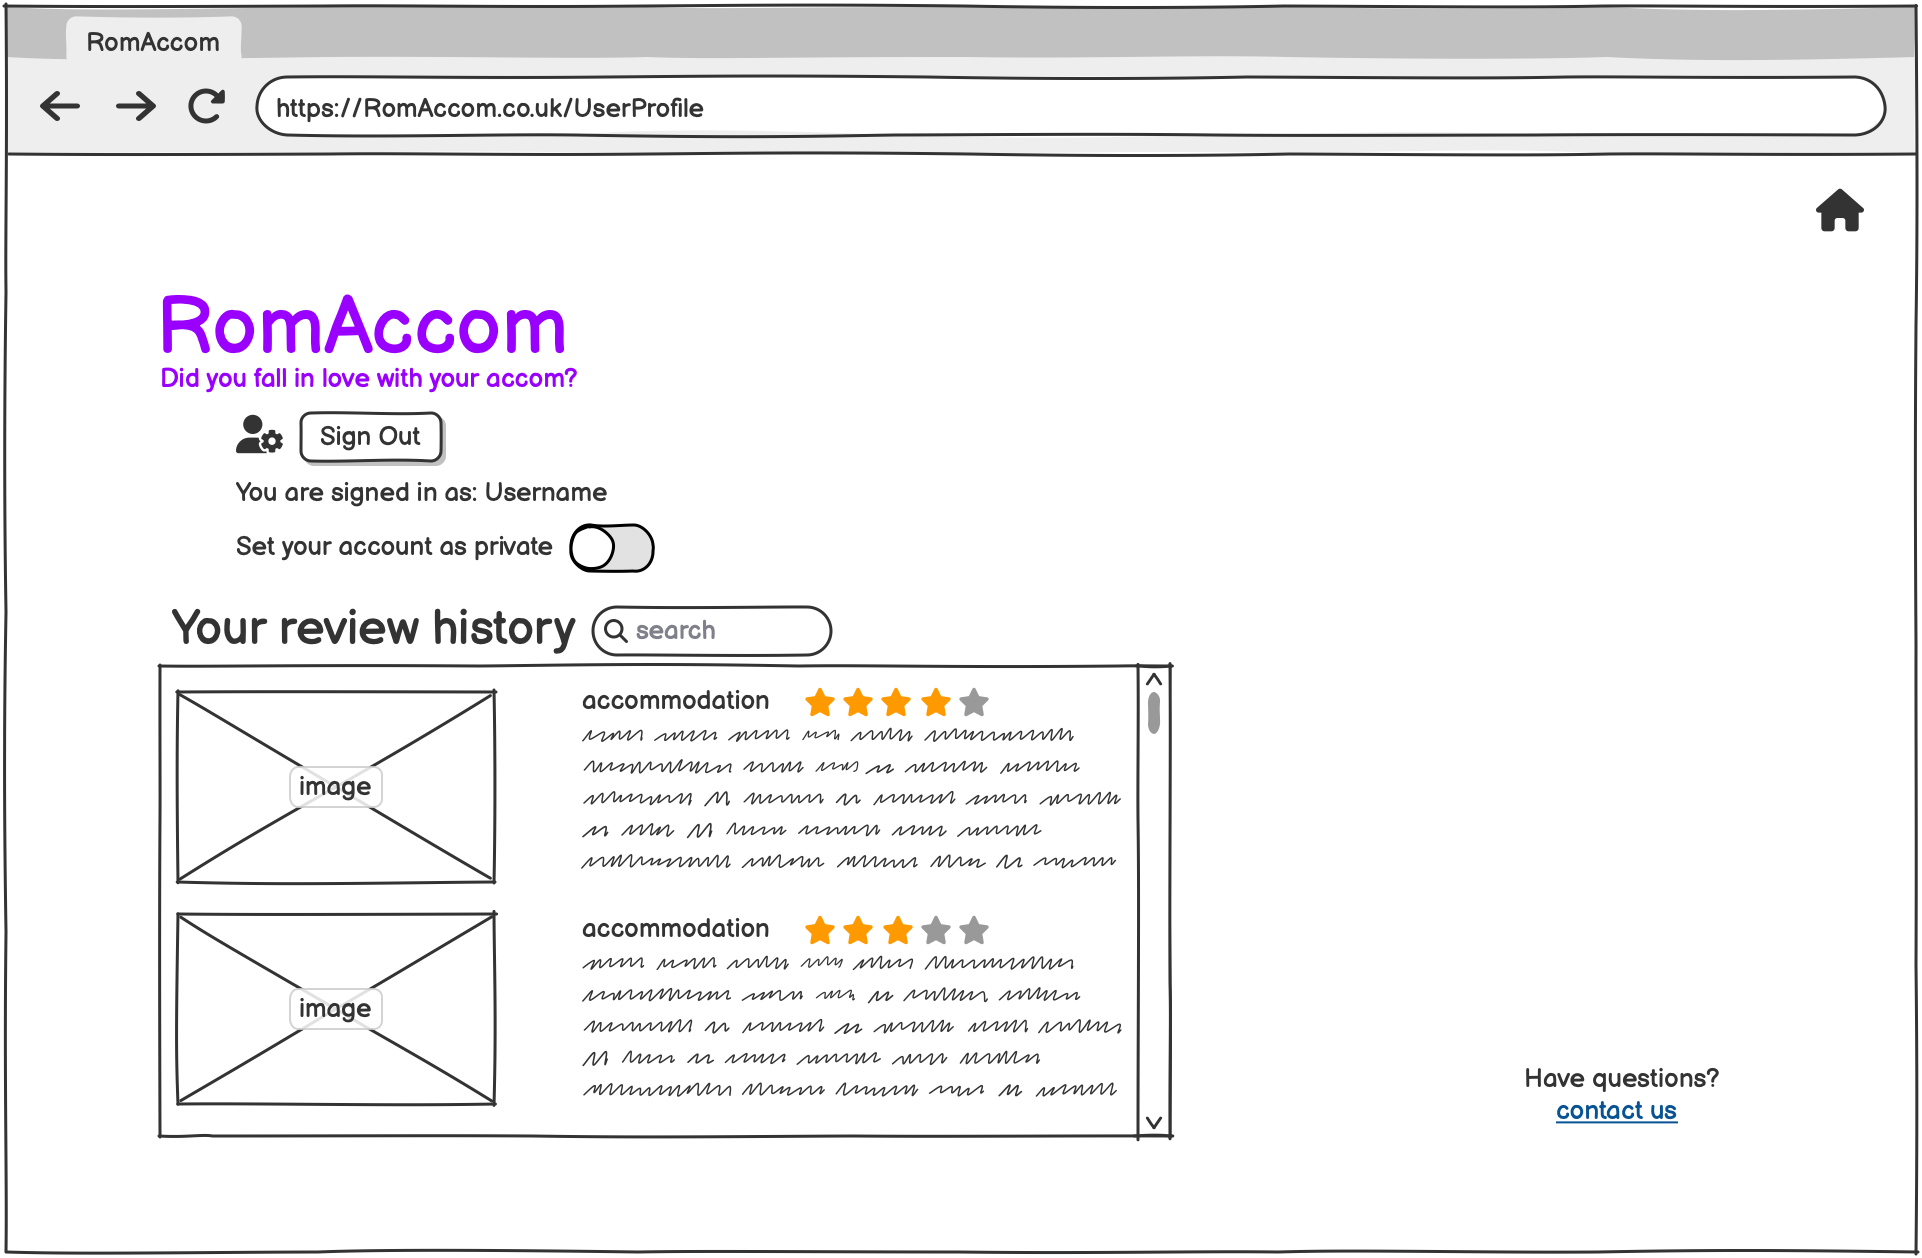 RomAccom
https://RomAccom.co.uk/UserProfile
RomAccom
Did you fall in love with your accom?
Sign Out
You are signed in as: Username
Set your account as private
Your review history
search
image
accommodation
image
accommodation
Have questions?
contact us